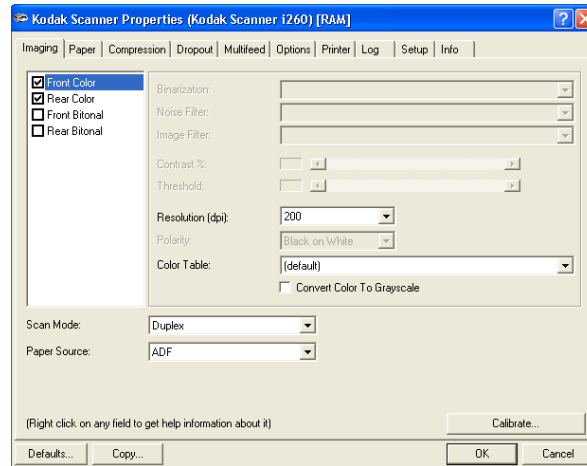 Kodak Scanner Properties (Kodak Scanner i260) [RAM]
Imaging Paper Compression Dropout Multifeed Options Printer Log Setup Info
Front Color
Rear Color
Front Bitonal
Rear Bitonal
Binarization:
Noise Filter:
Image Filter:
Contrast %:
Threshold:
Resolution (dpi): 200
Polarity: Black on White
Color Table: (default)
Convert Color To Grayscale
Scan Mode: Duplex
Paper Source: ADF
(Right click on any field to get help information about it) Calibrate...
Defaults... Copy... OK Cancel